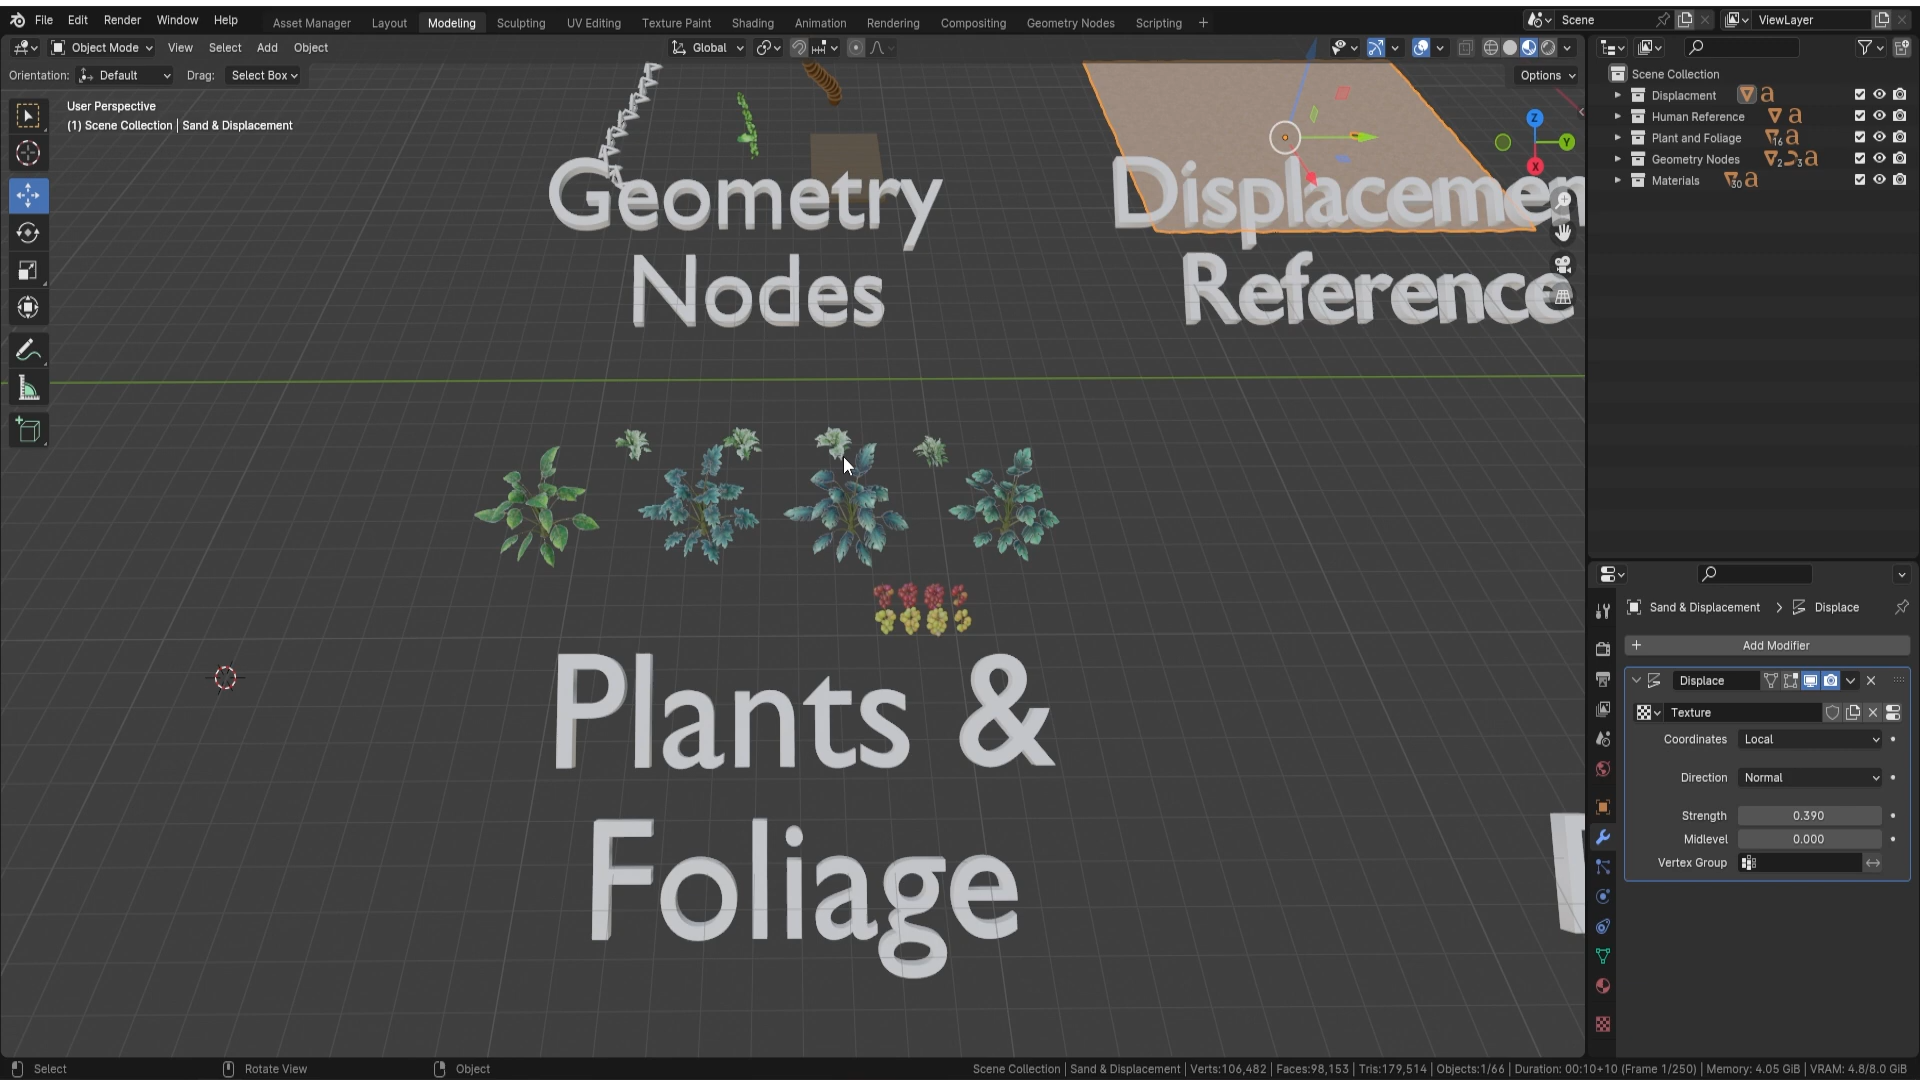 File Edit Render Window Help Asset Manager Layout Modeling Sculpting UV Editing Texture Paint Shading Animation Rendering Compositing Geometry Nodes Scripting + Scene ViewLayer
Object Mode View Select Add Object Global
Orientation: Default Drag: Select Box Options
User Perspective
(1) Scene Collection | Sand & Displacement
Scene Collection
Displacment
Human Reference
Plant and Foliage 16
Geometry Nodes 2 3
Materials 30
Z
Y
X
Geometry
Nodes
Displacemen
Reference
Plants &
Foliage
Sand & Displacement > Displace
+ Add Modifier
Displace
Texture
Coordinates Local
Direction Normal
Strength 0.390
Midlevel 0.000
Vertex Group
Select Rotate View Object Scene Collection | Sand & Displacement | Verts:106,482 | Faces:98,153 | Tris:179,514 | Objects:1/66 | Duration: 00:10+10 (Frame 1/250) | Memory: 4.05 GiB | VRAM: 4.8/8.0 GiB